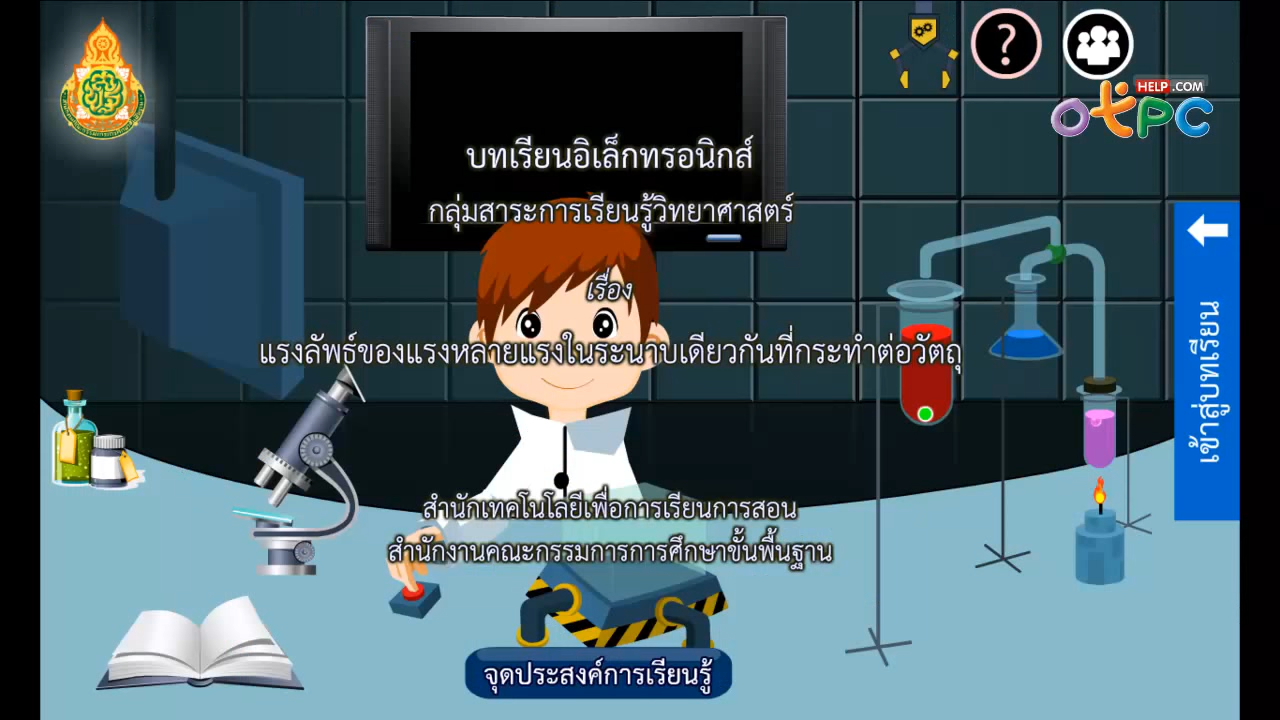 HELP .COM
otpc
บทเรียนอิเล็กทรอนิกส์
กลุ่มสาระการเรียนรู้วิทยาศาสตร์
เรื่อง
แรงลัพธ์ของแรงหลายแรงในระนาบเดียวกันที่กระทำต่อวัตถุ
เข้าสู่บทเรียน
สำนักเทคโนโลยีเพื่อการเรียนการสอน
สำนักงานคณะกรรมการการศึกษาขั้นพื้นฐาน
จุดประสงค์การเรียนรู้